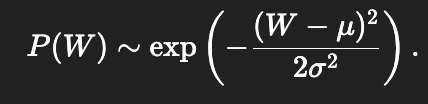 P(W) ∼ exp(−(W − μ)²/2σ²).